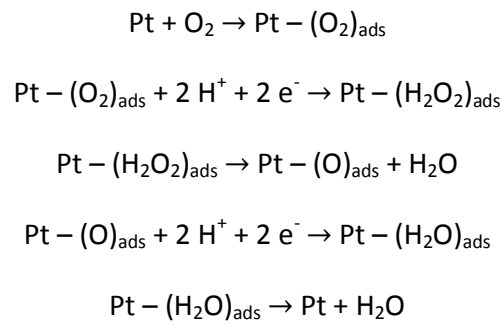 Pt + O₂ → Pt – (O₂)ads
Pt – (O₂)ads + 2 H⁺ + 2 e⁻ → Pt – (H₂O₂)ads
Pt – (H₂O₂)ads → Pt – (O)ads + H₂O
Pt – (O)ads + 2 H⁺ + 2 e⁻ → Pt – (H₂O)ads
Pt – (H₂O)ads → Pt + H₂O